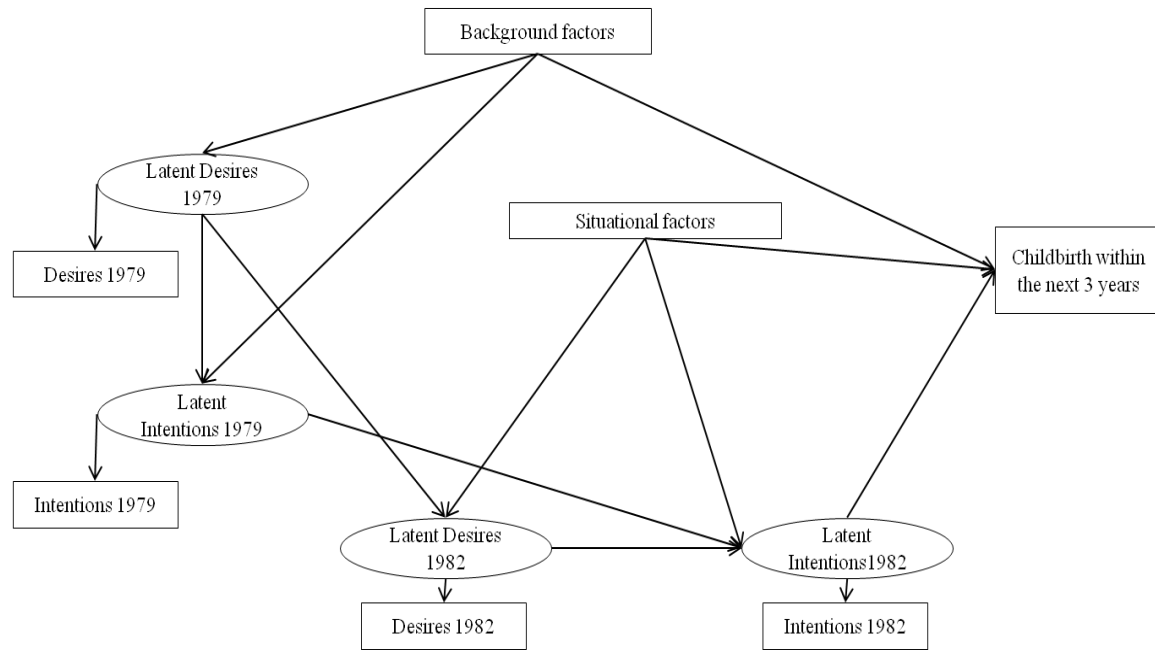 Background factors
Latent Desires
1979
Situational factors
Desires 1979
Childbirth within
the next 3 years
Latent
Intentions 1979
Intentions 1979
Latent Desires
1982
Latent
Intentions1982
Desires 1982
Intentions 1982